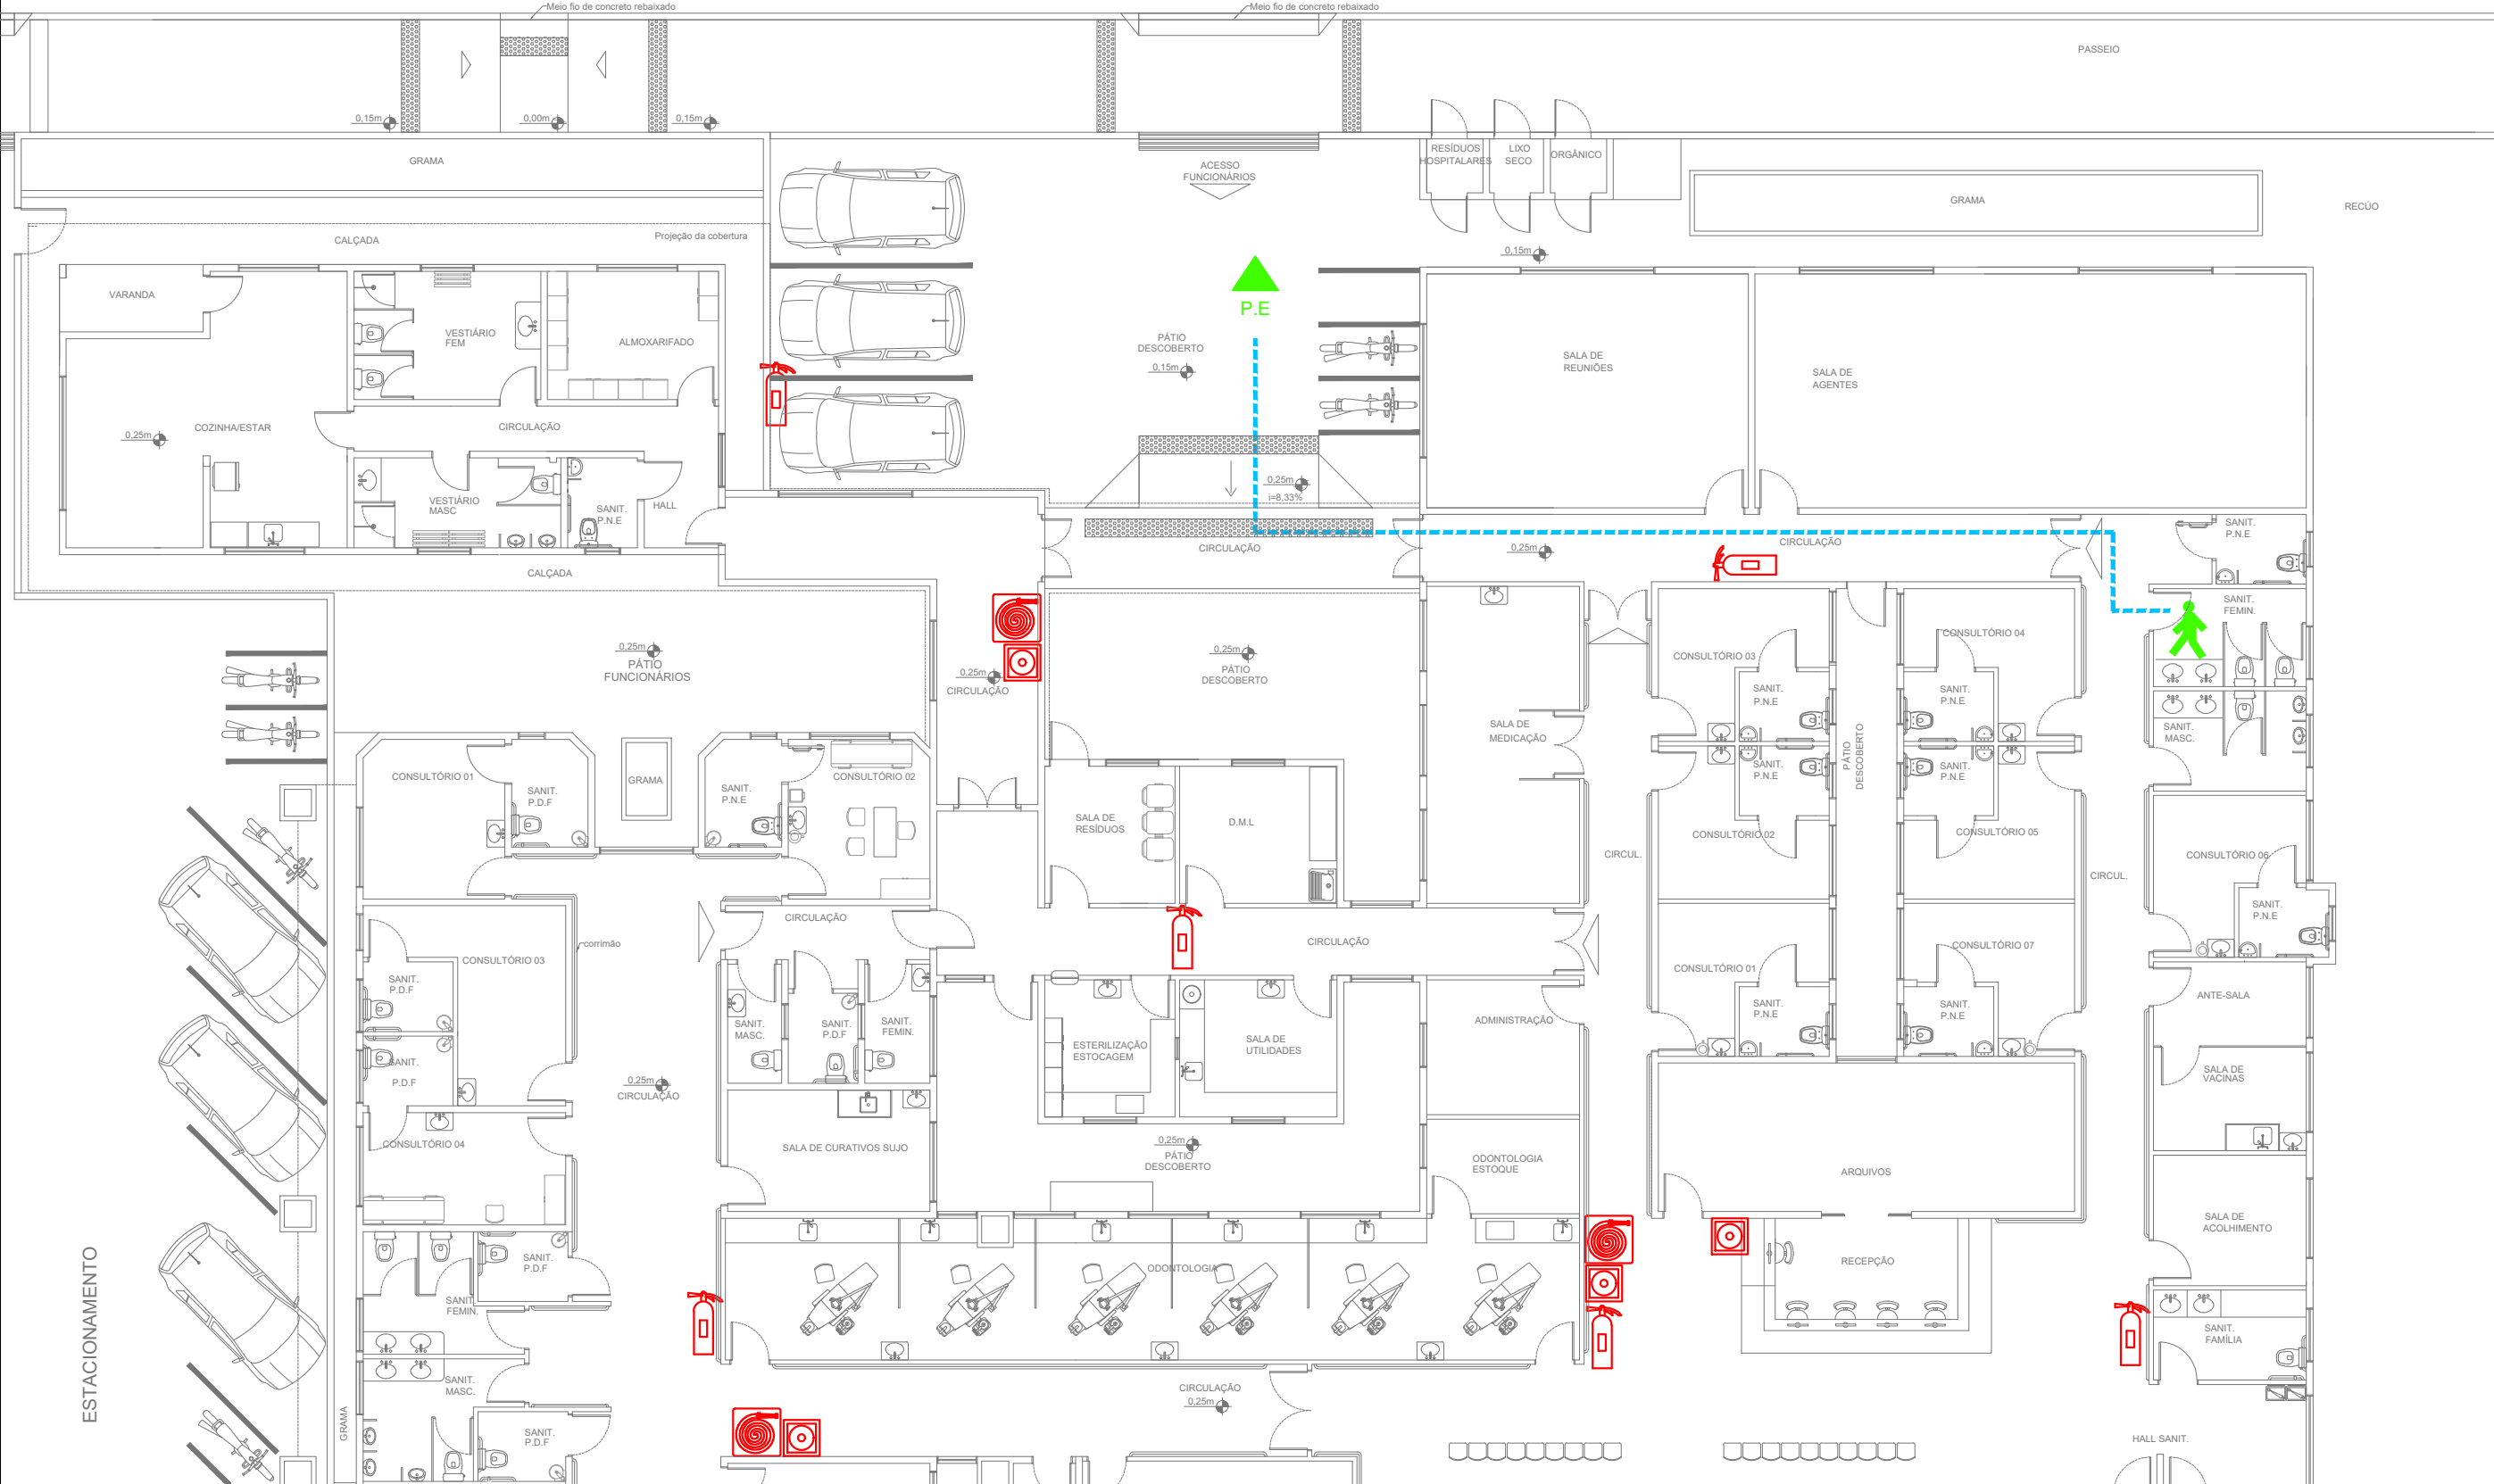 Meio fio de concreto rebaixado
Meio fio de concreto rebaixado
PASSEIO
0,15m
0,00m
0,15m
GRAMA
ACESSO
FUNCIONÁRIOS
RESÍDUOS
HOSPITALARES
LIXO
SECO
ORGÂNICO
GRAMA
RECÚO
CALÇADA
Projeção da cobertura
0,15m
VARANDA
P.E
VESTIÁRIO
FEM
ALMOXARIFADO
PÁTIO
DESCOBERTO
0,15m
SALA DE
REUNIÕES
SALA DE
AGENTES
COZINHA/ESTAR
0,25m
CIRCULAÇÃO
0,25m
i=8,33%
VESTIÁRIO
MASC
SANIT.
P.N.E
HALL
CIRCULAÇÃO
0,25m
CIRCULAÇÃO
SANIT.
P.N.E
CALÇADA
SANIT.
FEMIN.
0,25m
PÁTIO
FUNCIONÁRIOS
0,25m
CIRCULAÇÃO
0,25m
PÁTIO
DESCOBERTO
CONSULTÓRIO 03
CONSULTÓRIO 04
SANIT.
P.N.E
SANIT.
P.N.E
SALA DE
MEDICAÇÃO
PÁTIO
DESCOBERTO
SANIT.
MASC.
SANIT.
P.N.E
SANIT.
P.N.E
CONSULTÓRIO 01
SANIT.
P.D.F
GRAMA
SANIT.
P.N.E
CONSULTÓRIO 02
SALA DE
RESÍDUOS
D.M.L
CONSULTÓRIO 02
CONSULTÓRIO 05
CIRCUL.
CONSULTÓRIO 06
CIRCUL.
CIRCULAÇÃO
SANIT.
P.N.E
corrimão
CIRCULAÇÃO
CONSULTÓRIO 07
CONSULTÓRIO 03
CONSULTÓRIO 01
SANIT.
P.D.F
ANTE-SALA
SANIT.
P.N.E
SANIT.
P.N.E
SANIT.
MASC.
SANIT.
P.D.F
SANIT.
FEMIN.
ADMINISTRAÇÃO
ESTERILIZAÇÃO
ESTOCAGEM
SALA DE
UTILIDADES
SANIT.
P.D.F
SALA DE
VACINAS
0,25m
CIRCULAÇÃO
CONSULTÓRIO 04
SALA DE CURATIVOS SUJO
0,25m
PÁTIO
DESCOBERTO
ODONTOLOGIA
ESTOQUE
ARQUIVOS
SALA DE
ACOLHIMENTO
SANIT.
P.D.F
ODONTOLOGIA
RECEPÇÃO
ESTACIONAMENTO
SANIT.
FEMIN.
SANIT.
FAMÍLIA
SANIT.
MASC.
CIRCULAÇÃO
0,25m
GRAMA
SANIT.
P.D.F
HALL SANIT.